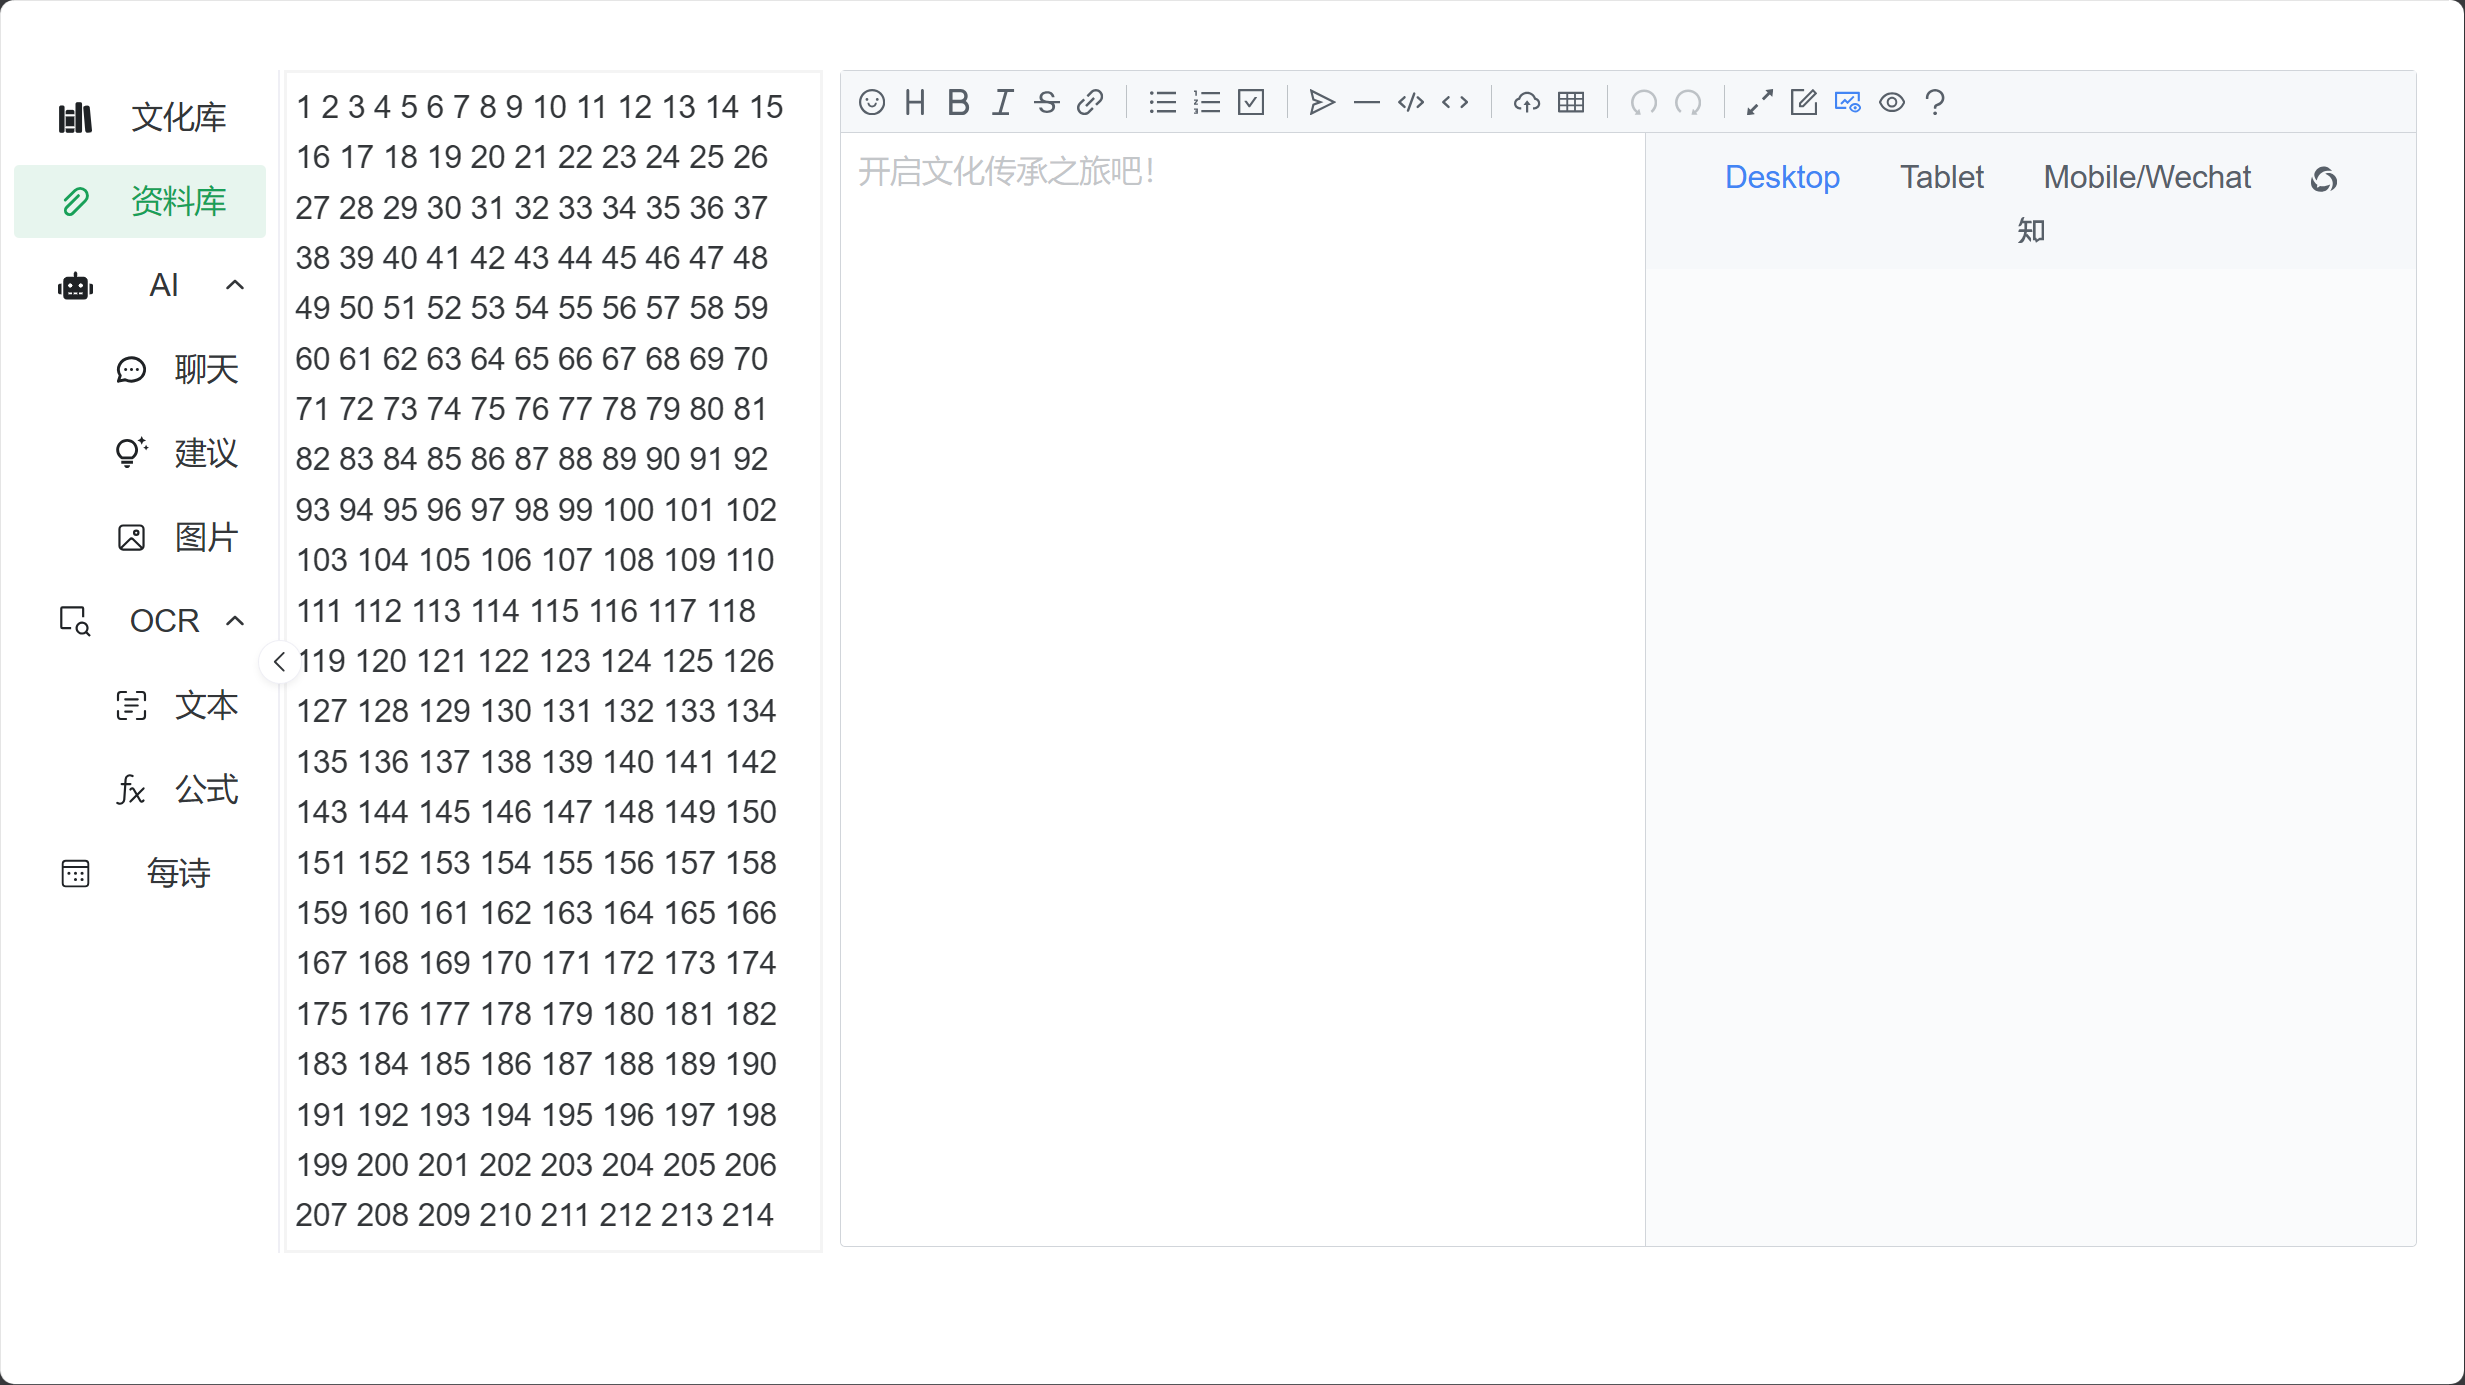 文化库
资料库
AI
聊天
建议
图片
OCR
文本
公式
每诗
1 2 3 4 5 6 7 8 9 10 11 12 13 14 15
16 17 18 19 20 21 22 23 24 25 26
27 28 29 30 31 32 33 34 35 36 37
38 39 40 41 42 43 44 45 46 47 48
49 50 51 52 53 54 55 56 57 58 59
60 61 62 63 64 65 66 67 68 69 70
71 72 73 74 75 76 77 78 79 80 81
82 83 84 85 86 87 88 89 90 91 92
93 94 95 96 97 98 99 100 101 102
103 104 105 106 107 108 109 110
111 112 113 114 115 116 117 118
119 120 121 122 123 124 125 126
127 128 129 130 131 132 133 134
135 136 137 138 139 140 141 142
143 144 145 146 147 148 149 150
151 152 153 154 155 156 157 158
159 160 161 162 163 164 165 166
167 168 169 170 171 172 173 174
175 176 177 178 179 180 181 182
183 184 185 186 187 188 189 190
191 192 193 194 195 196 197 198
199 200 201 202 203 204 205 206
207 208 209 210 211 212 213 214
开启文化传承之旅吧！
Desktop Tablet Mobile/Wechat
知